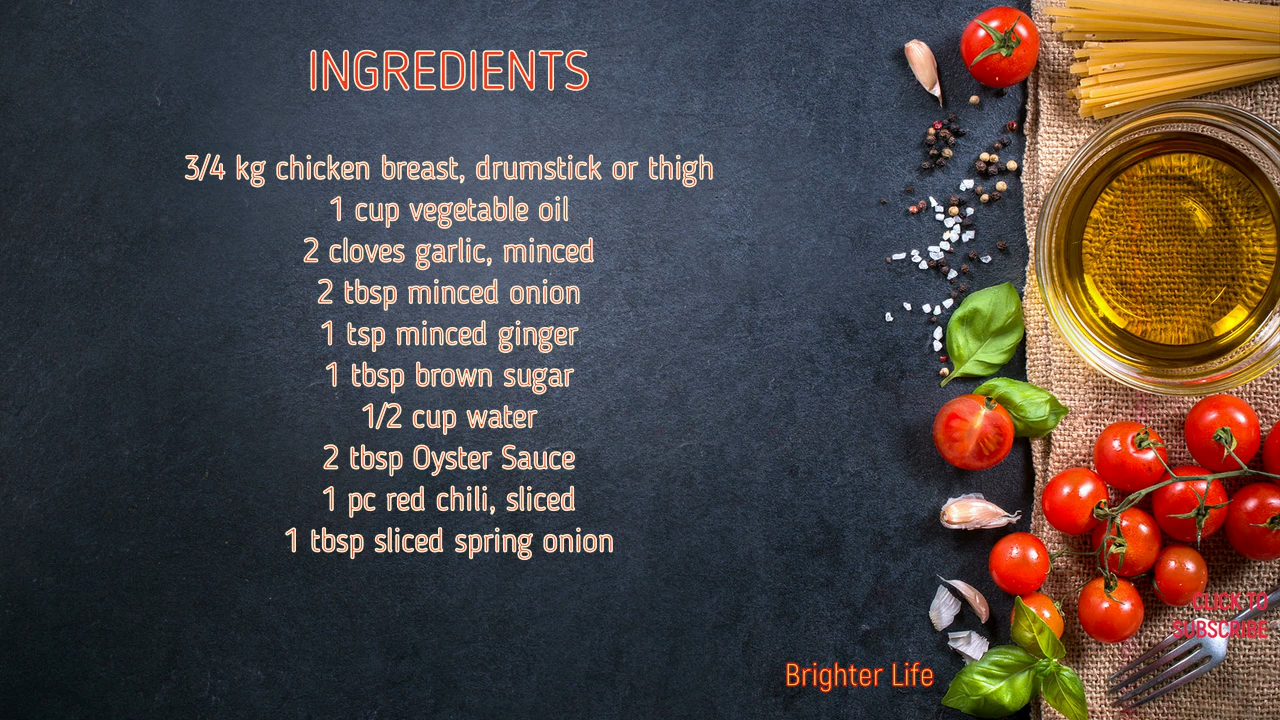 INGREDIENTS
3/4 kg chicken breast, drumstick or thigh
1 cup vegetable oil
2 cloves garlic, minced
2 tbsp minced onion
1 tsp minced ginger
1 tbsp brown sugar
1/2 cup water
2 tbsp Oyster Sauce
1 pc red chili, sliced
1 tbsp sliced spring onion
CLICK TO
SUBSCRIBE
Brighter Life